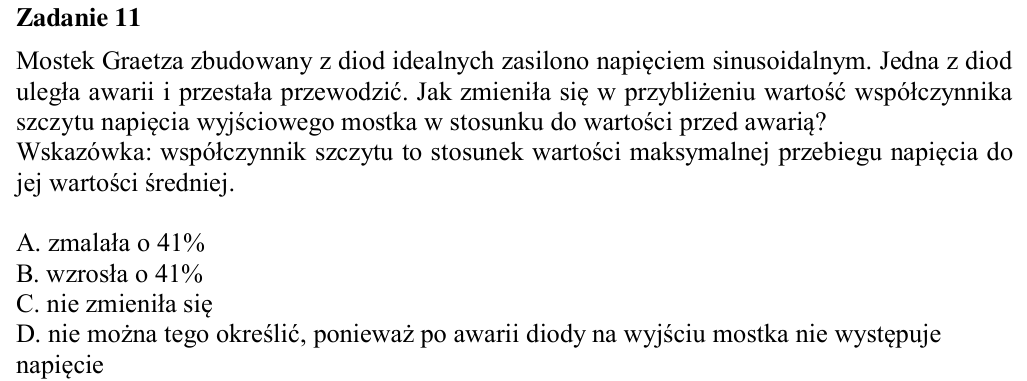 Zadanie 11
Mostek Graetza zbudowany z diod idealnych zasilono napięciem sinusoidalnym. Jedna z diod
uległa awarii i przestała przewodzić. Jak zmieniła się w przybliżeniu wartość współczynnika
szczytu napięcia wyjściowego mostka w stosunku do wartości przed awarią?
Wskazówka: współczynnik szczytu to stosunek wartości maksymalnej przebiegu napięcia do
jej wartości średniej.
A. zmalała o 41%
B. wzrosła o 41%
C. nie zmieniła się
D. nie można tego określić, ponieważ po awarii diody na wyjściu mostka nie występuje
napięcie